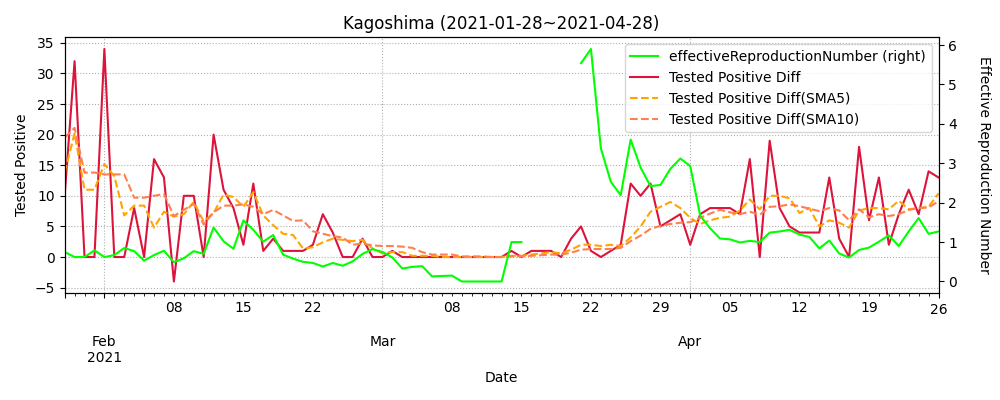 Kagoshima (2021-01-28~2021-04-28)
effectiveReproductionNumber (right)
Tested Positive Diff
Tested Positive Diff(SMA5)
Tested Positive Diff(SMA10)
Tested Positive
35
30
25
20
15
10
5
0
−5
6
5
4
3
2
1
0
Effective Reproduction Number
08 15 22 08 15 22 29 05 12 19 26
Feb Mar Apr
2021
Date